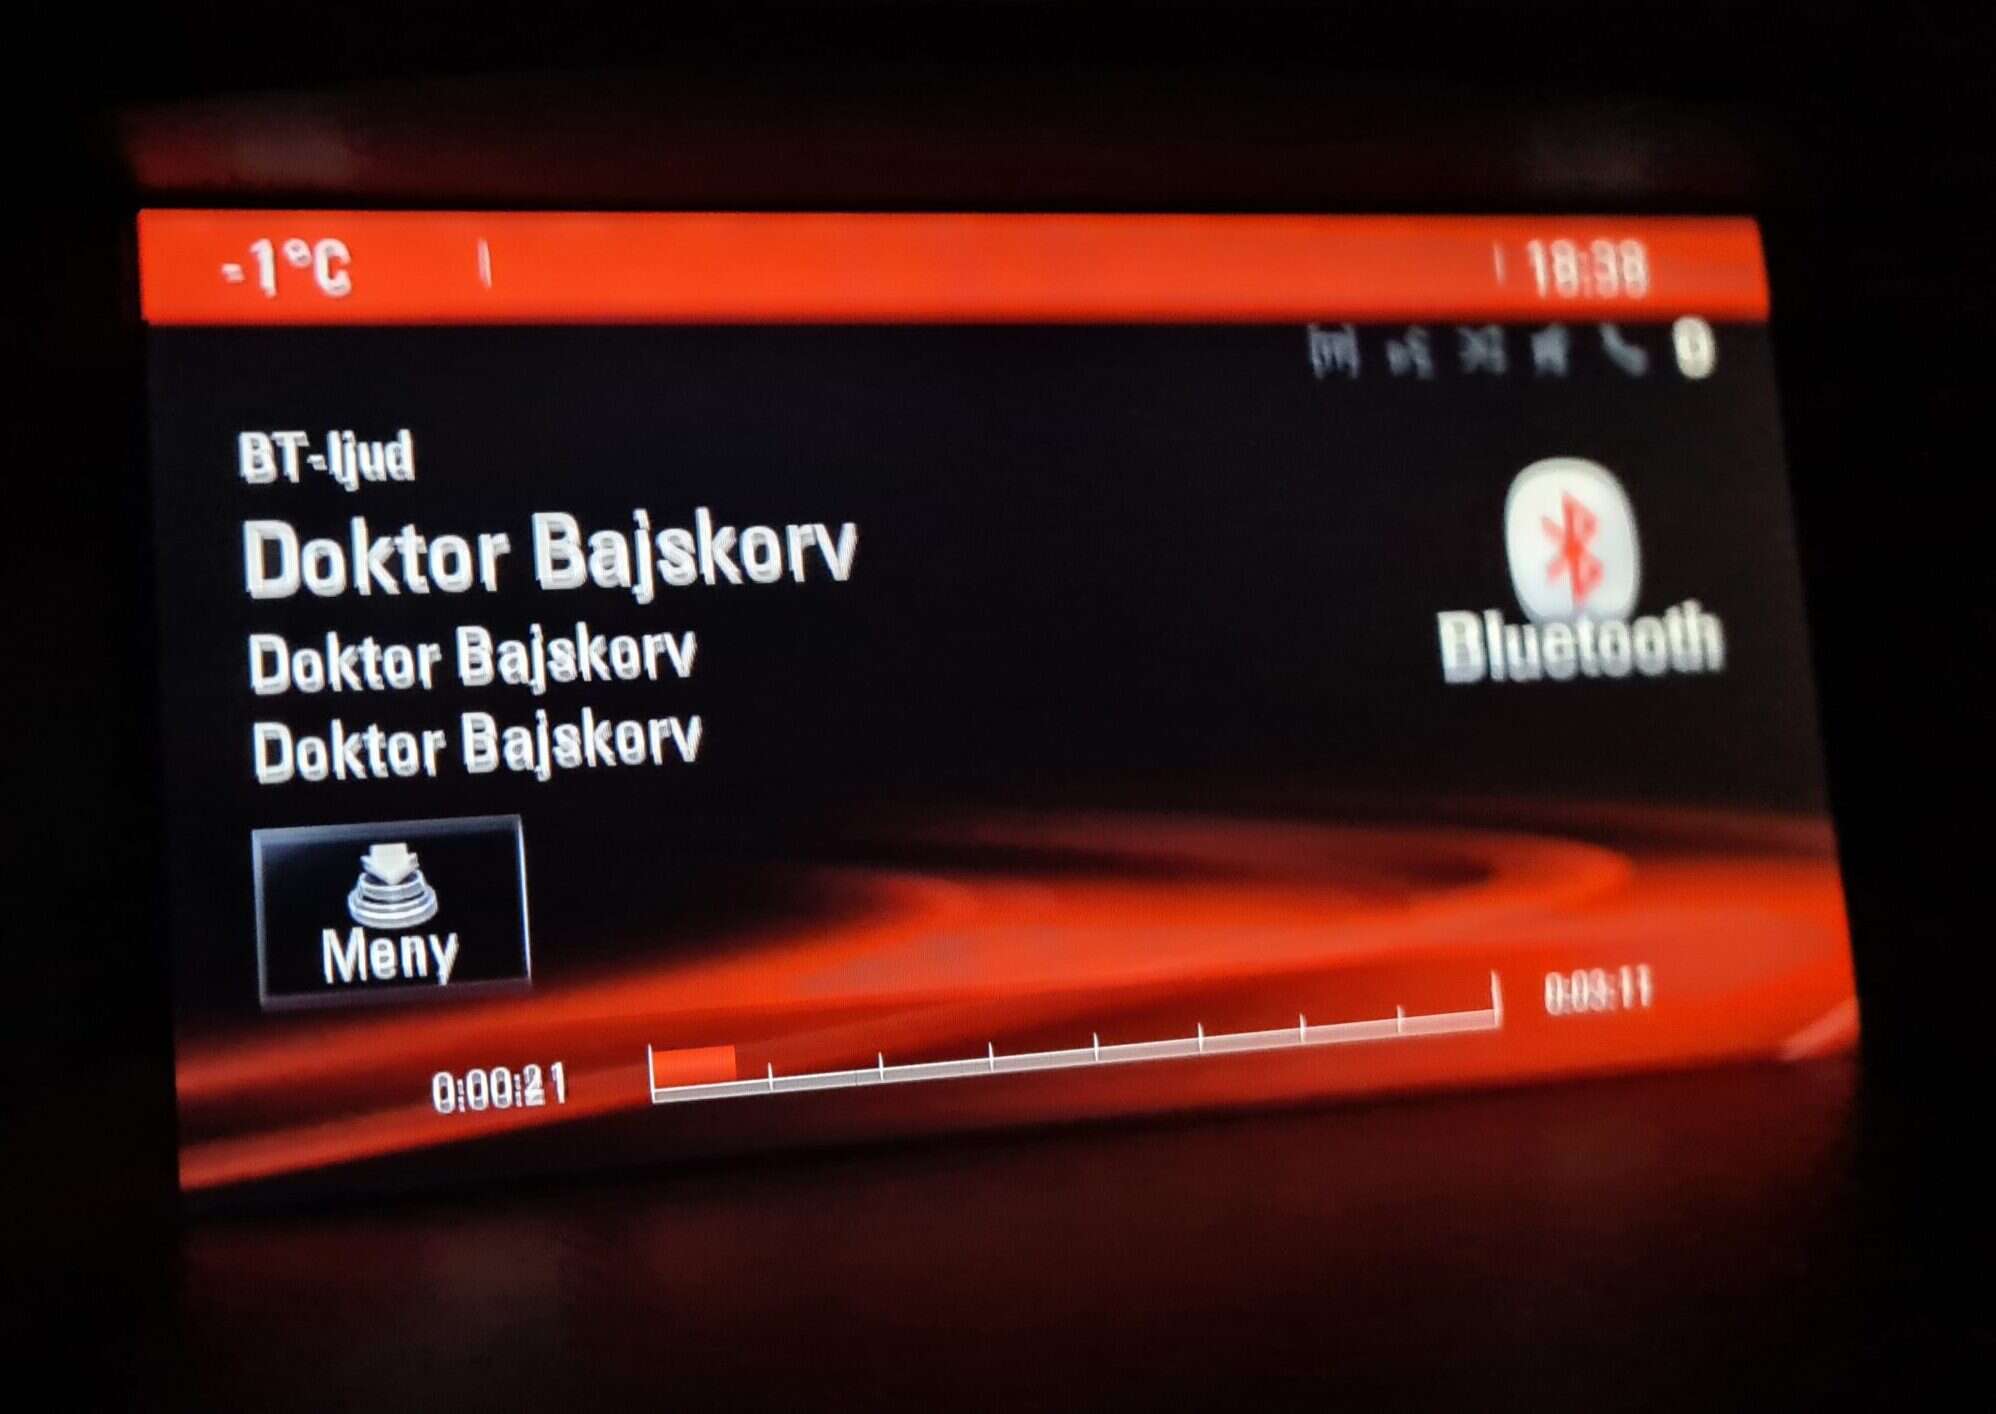 -1°C
18:38
BT-ljud
Doktor Bajskorv
Doktor Bajskorv
Doktor Bajskorv
Bluetooth
Meny
0:00:21
0:03:11